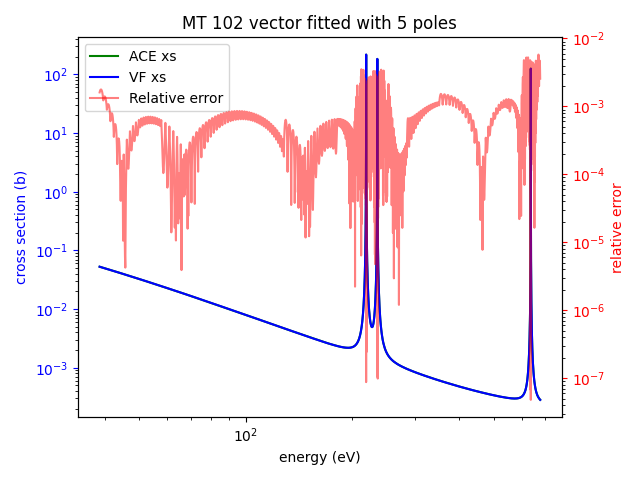 MT 102 vector fitted with 5 poles
ACE xs
VF xs
Relative error
cross section (b)
10²
10¹
10⁰
10⁻¹
10⁻²
10⁻³
10⁻²
10⁻³
10⁻⁴
10⁻⁵
10⁻⁶
10⁻⁷
relative error
10²
energy (eV)